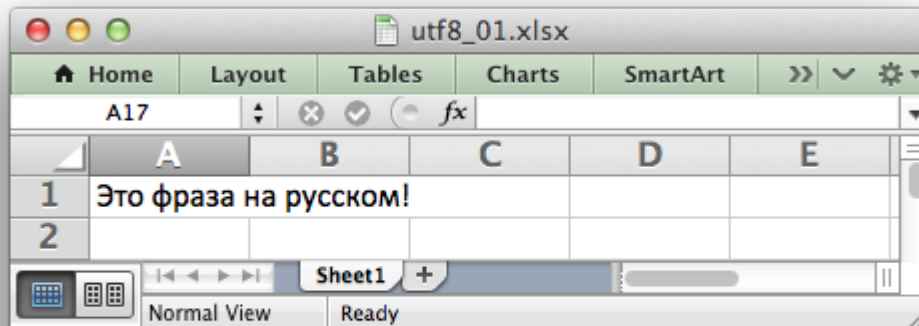 utf8_01.xlsx
Home Layout Tables Charts SmartArt
A17 fx
A B C D E
1 Это фраза на русском!
2
Sheet1
Normal View Ready